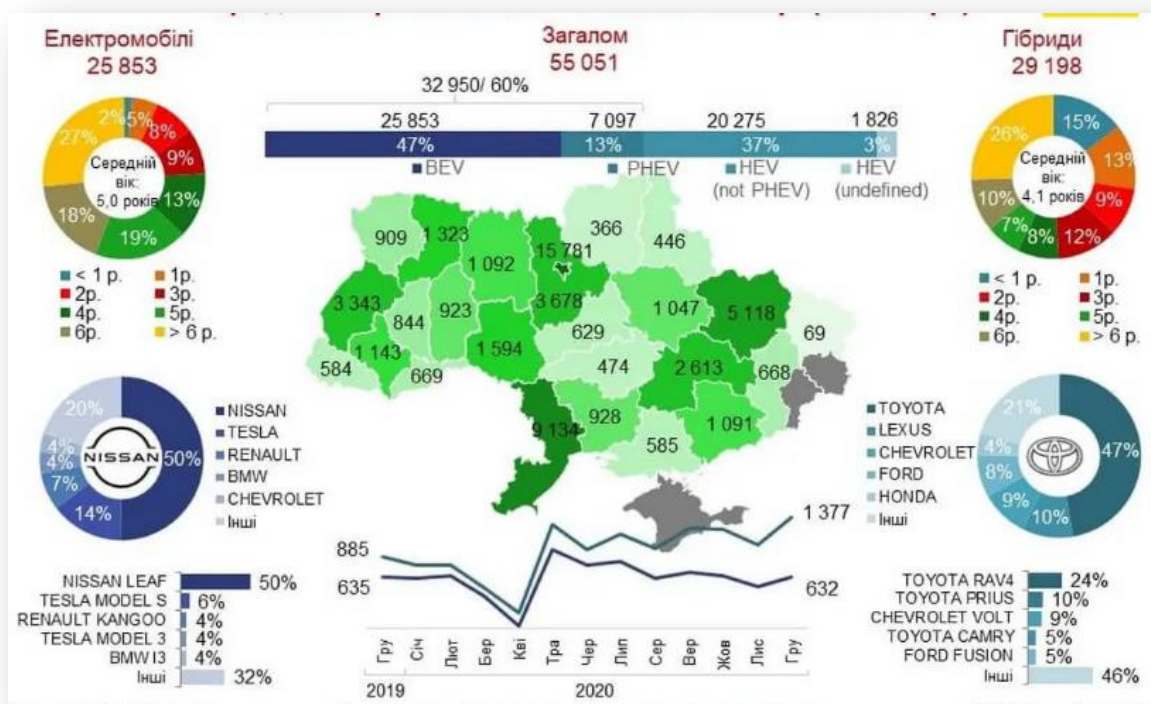 Електромобілі
25 853
Загалом
55 051
Гібриди
29 198
32 950/ 60%
25 853
7 097
20 275
1 826
47%
13%
37%
3%
BEV
PHEV
HEV
(not PHEV)
HEV
(undefined)
2%
5%
8%
9%
13%
19%
18%
27%
Середній
вік:
5,0 років
< 1 р.
1р.
2р.
3р.
4р.
5р.
6р.
> 6 р.
15%
13%
9%
12%
8%
7%
10%
26%
Середній
вік:
4,1 років
< 1 р.
1р.
2р.
3р.
4р.
5р.
6р.
> 6 р.
909
1 323
1 092
15 781
366
446
3 343
844
923
3 678
1 047
5 118
69
629
584
1 143
669
1 594
474
2 613
668
9 134
928
585
1 091
20%
4%
4%
7%
14%
50%
NISSAN
NISSAN
TESLA
RENAULT
BMW
CHEVROLET
Інші
TOYOTA
LEXUS
CHEVROLET
FORD
HONDA
Інші
21%
4%
8%
9%
10%
47%
NISSAN LEAF 50%
TESLA MODEL S 6%
RENAULT KANGOO 4%
TESLA MODEL 3 4%
BMW I3 4%
Інші 32%
885
635
1 377
632
Гру
Січ
Лют
Бер
Кві
Тра
Чер
Лип
Сер
Вер
Жов
Лис
Гру
2019
2020
TOYOTA RAV4 24%
TOYOTA PRIUS 10%
CHEVROLET VOLT 9%
TOYOTA CAMRY 5%
FORD FUSION 5%
Інші 46%